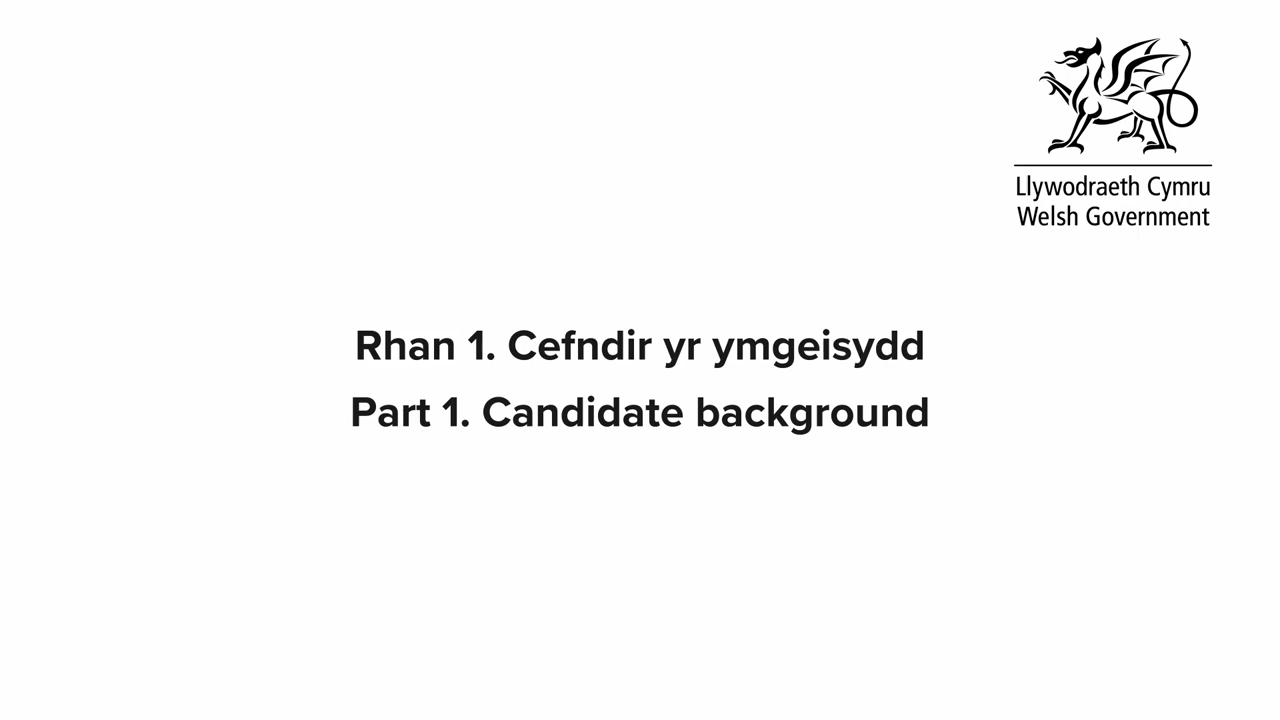 Llywodraeth Cymru
Welsh Government
Rhan 1. Cefndir yr ymgeisydd
Part 1. Candidate background